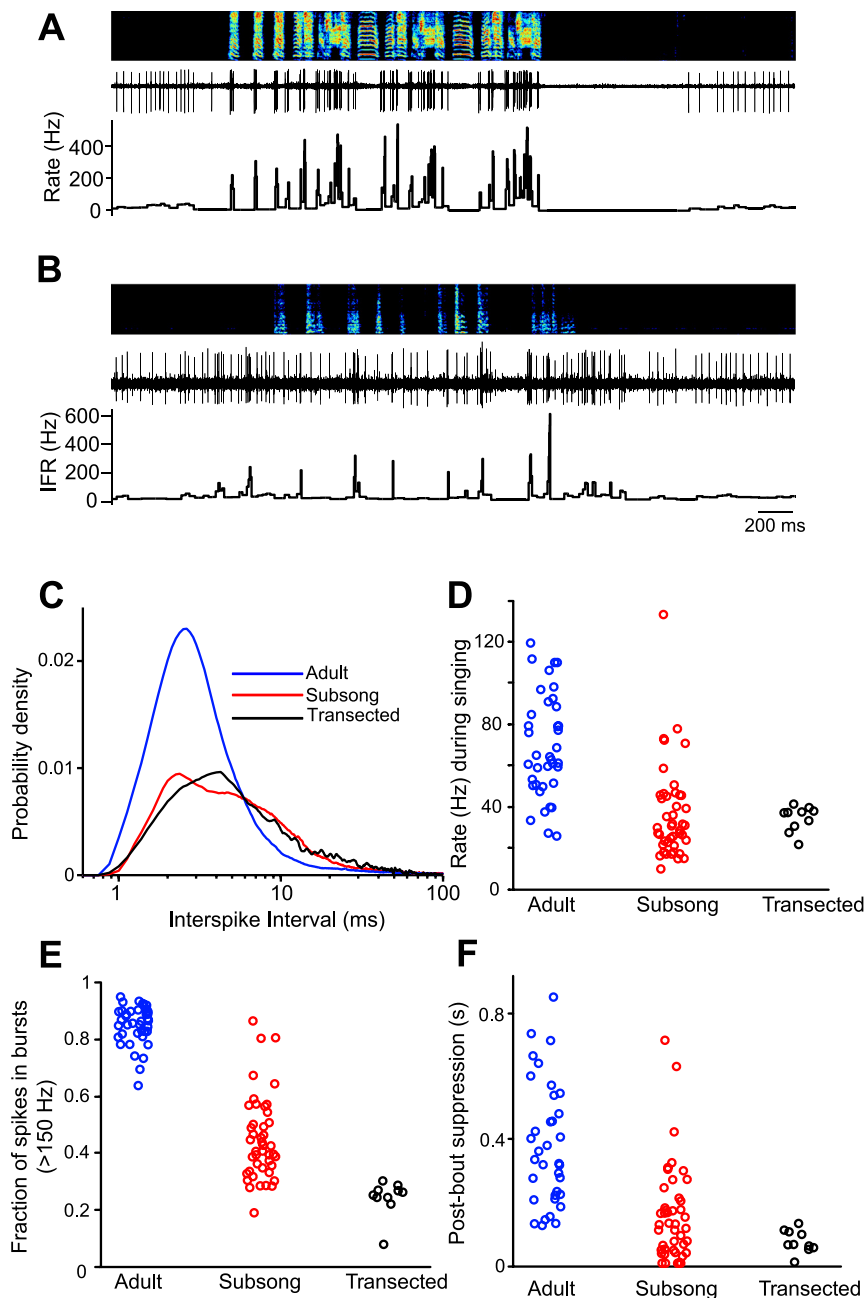 A
Rate (Hz)
400
200
0
B
IFR (Hz)
600
400
200
0
200 ms
C
Probability density
0.02
0.01
0
Adult
Subsong
Transected
1
10
100
Interspike Interval (ms)
D
Rate (Hz) during singing
120
80
40
0
Adult
Subsong
Transected
E
Fraction of spikes in bursts
(>150 Hz)
1
0.8
0.6
0.4
0.2
0
Adult
Subsong
Transected
F
Post-bout suppression (s)
0.8
0.4
0
Adult
Subsong
Transected